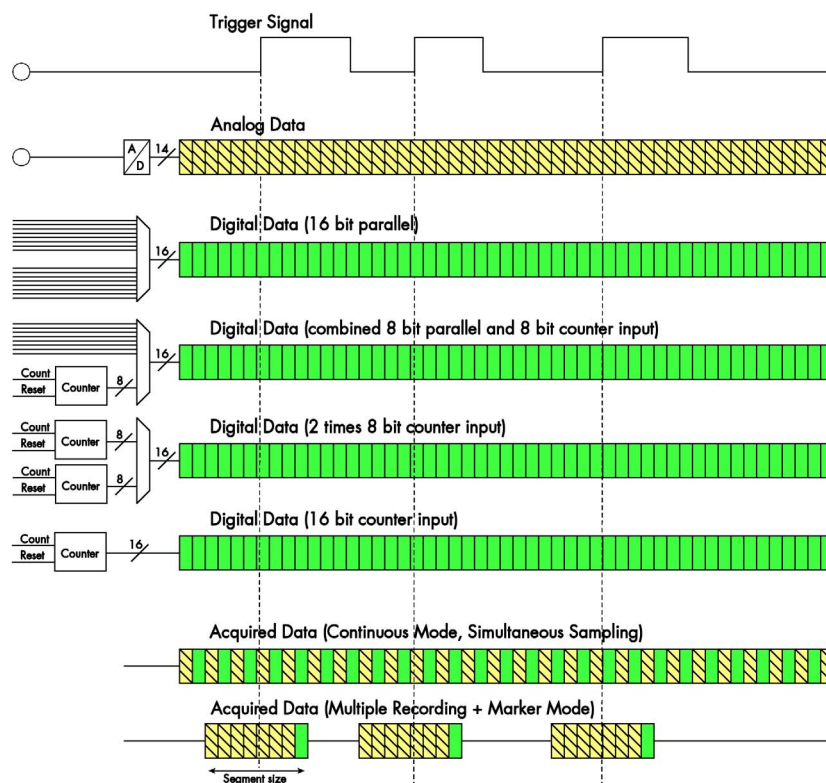 Trigger Signal
Analog Data
A
D
14
Digital Data (16 bit parallel)
16
Digital Data (combined 8 bit parallel and 8 bit counter input)
16
Count
Reset
Counter
8
Digital Data (2 times 8 bit counter input)
Count
Reset
Counter
8
16
Count
Reset
Counter
8
Digital Data (16 bit counter input)
Count
Reset
Counter
16
Acquired Data (Continuous Mode, Simultaneous Sampling)
Acquired Data (Multiple Recording + Marker Mode)
Segment size